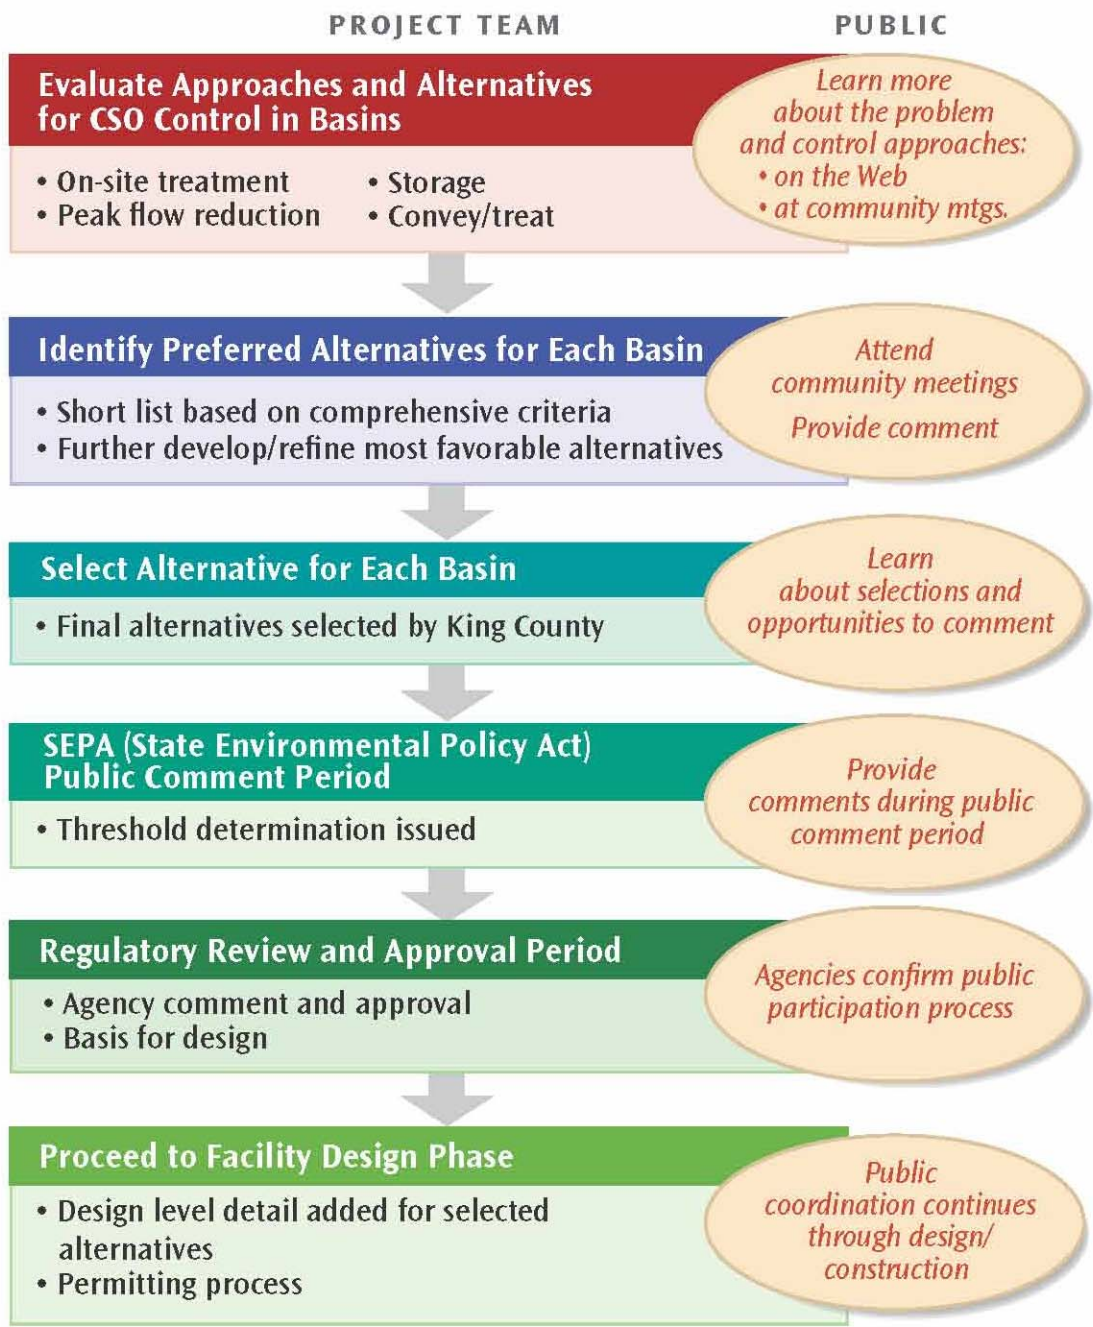 PROJECT TEAM
PUBLIC
Evaluate Approaches and Alternatives
for CSO Control in Basins
• On-site treatment
• Peak flow reduction
• Storage
• Convey/treat
Learn more
about the problem
and control approaches:
• on the Web
• at community mtgs.
Identify Preferred Alternatives for Each Basin
• Short list based on comprehensive criteria
• Further develop/refine most favorable alternatives
Attend
community meetings
Provide comment
Select Alternative for Each Basin
• Final alternatives selected by King County
Learn
about selections and
opportunities to comment
SEPA (State Environmental Policy Act)
Public Comment Period
• Threshold determination issued
Provide
comments during public
comment period
Regulatory Review and Approval Period
• Agency comment and approval
• Basis for design
Agencies confirm public
participation process
Proceed to Facility Design Phase
• Design level detail added for selected
alternatives
• Permitting process
Public
coordination continues
through design/
construction